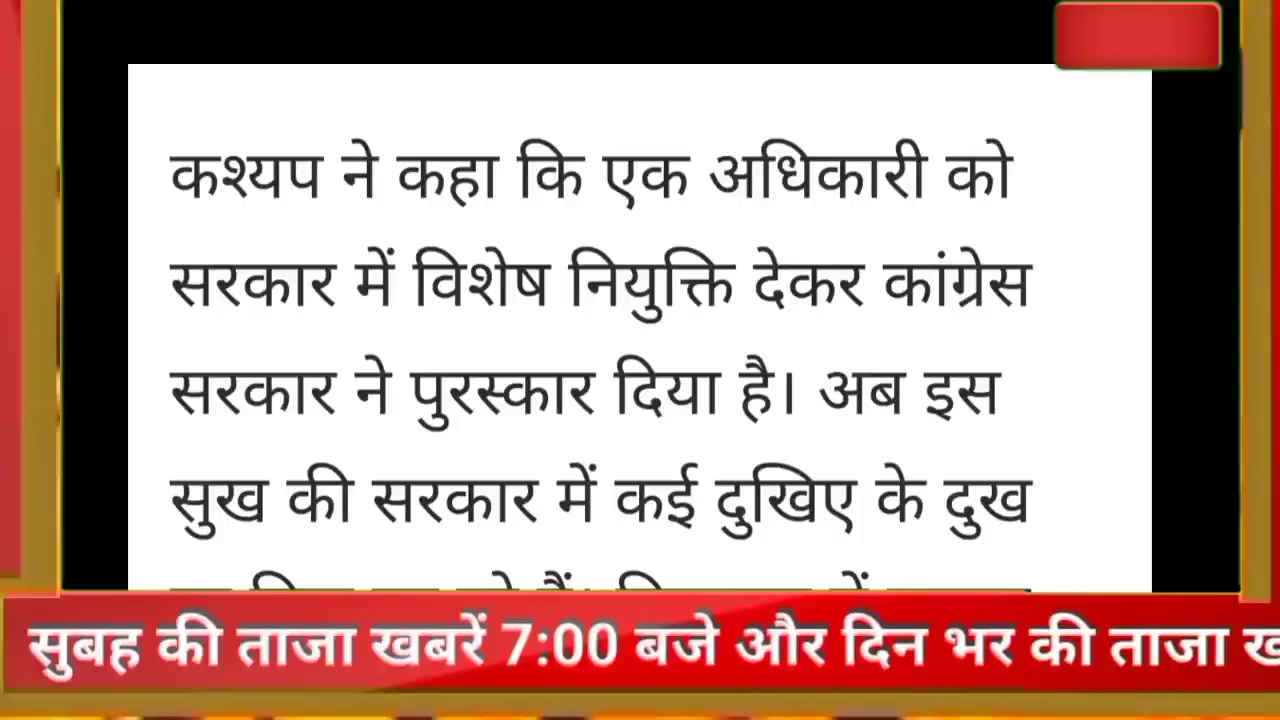 कश्यप ने कहा कि एक अधिकारी को
सरकार में विशेष नियुक्ति देकर कांग्रेस
सरकार ने पुरस्कार दिया है। अब इस
सुख की सरकार में कई दुखिए के दुख
सुबह की ताजा खबरें 7:00 बजे और दिन भर की ताजा